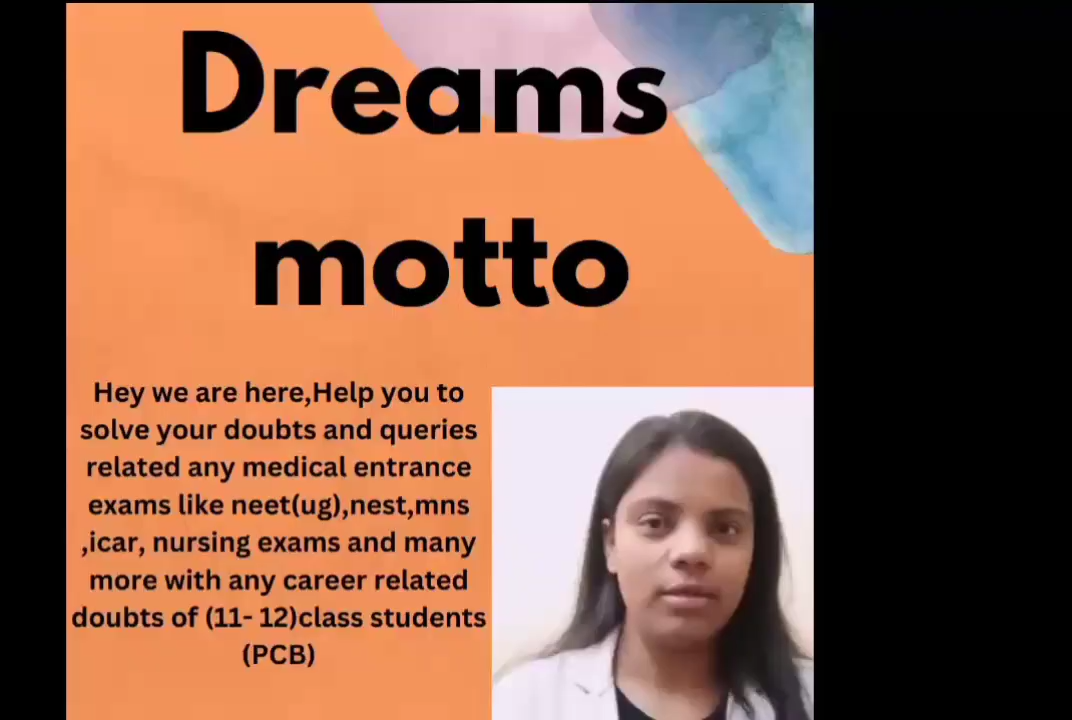 Dreams
motto
Hey we are here,Help you to
solve your doubts and queries
related any medical entrance
exams like neet(ug),nest,mns
,icar, nursing exams and many
more with any career related
doubts of (11- 12)class students
(PCB)